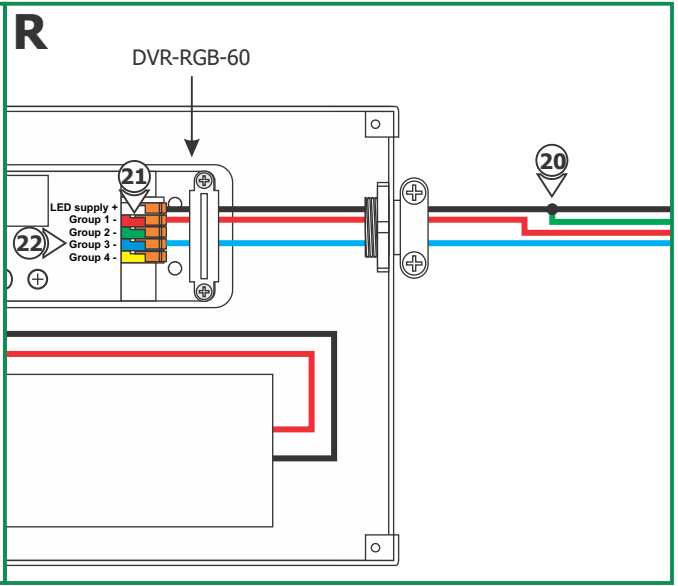 R
DVR-RGB-60
20
21
LED supply +
Group 1 -
Group 2 -
22
Group 3 -
Group 4 -